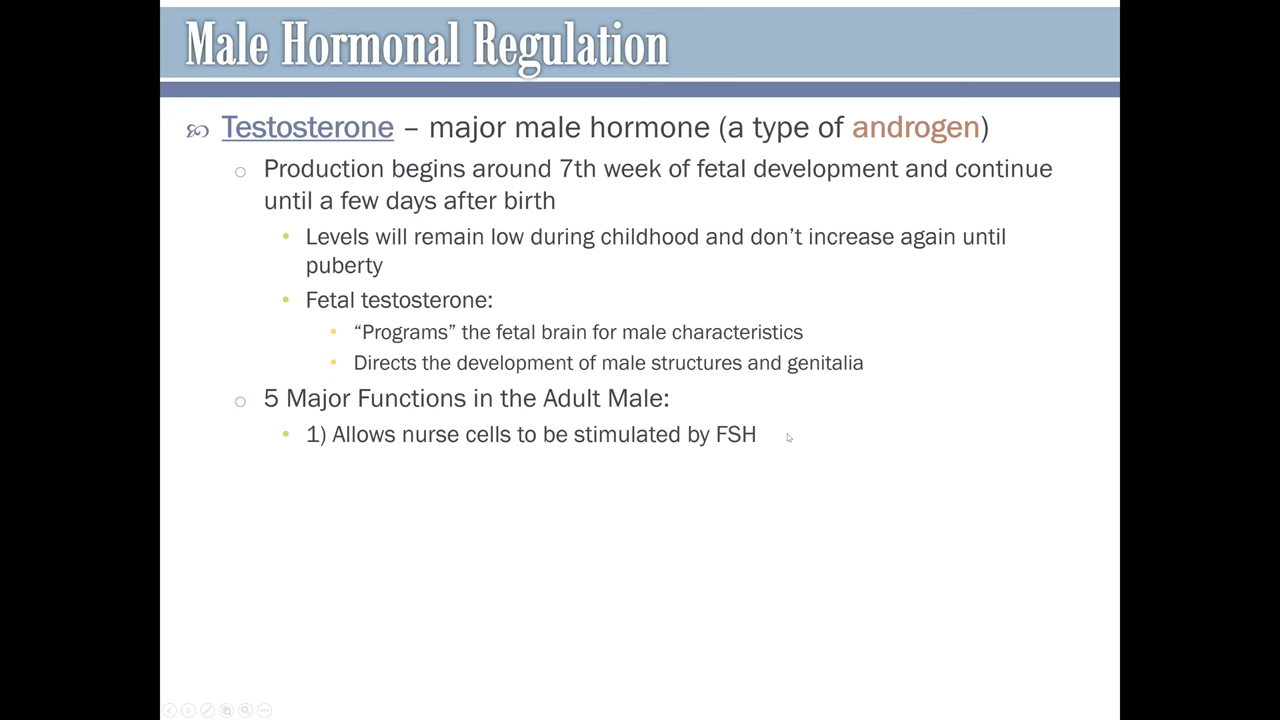 Male Hormonal Regulation
Testosterone – major male hormone (a type of androgen)
Production begins around 7th week of fetal development and continue
until a few days after birth
Levels will remain low during childhood and don’t increase again until
puberty
Fetal testosterone:
“Programs” the fetal brain for male characteristics
Directs the development of male structures and genitalia
5 Major Functions in the Adult Male:
1) Allows nurse cells to be stimulated by FSH